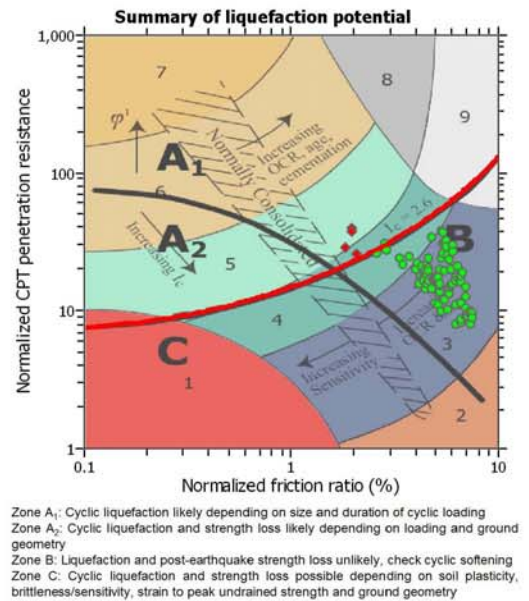 Summary of liquefaction potential
1,000
7
8
9
φ'
Increasing
OCR, age,
cementation
Normally Consolidated
A1
100
6
A2
Increasing Ic
Ic = 2.6
B
5
10
4
Increasing
OCR &
3
C
1
Increasing
Sensitivity
2
1
0.1
1
10
Normalized CPT penetration resistance
Normalized friction ratio (%)
Zone A1: Cyclic liquefaction likely depending on size and duration of cyclic loading
Zone A2: Cyclic liquefaction and strength loss likely depending on loading and ground
geometry
Zone B: Liquefaction and post-earthquake strength loss unlikely, check cyclic softening
Zone C: Cyclic liquefaction and strength loss possible depending on soil plasticity,
brittleness/sensitivity, strain to peak undrained strength and ground geometry